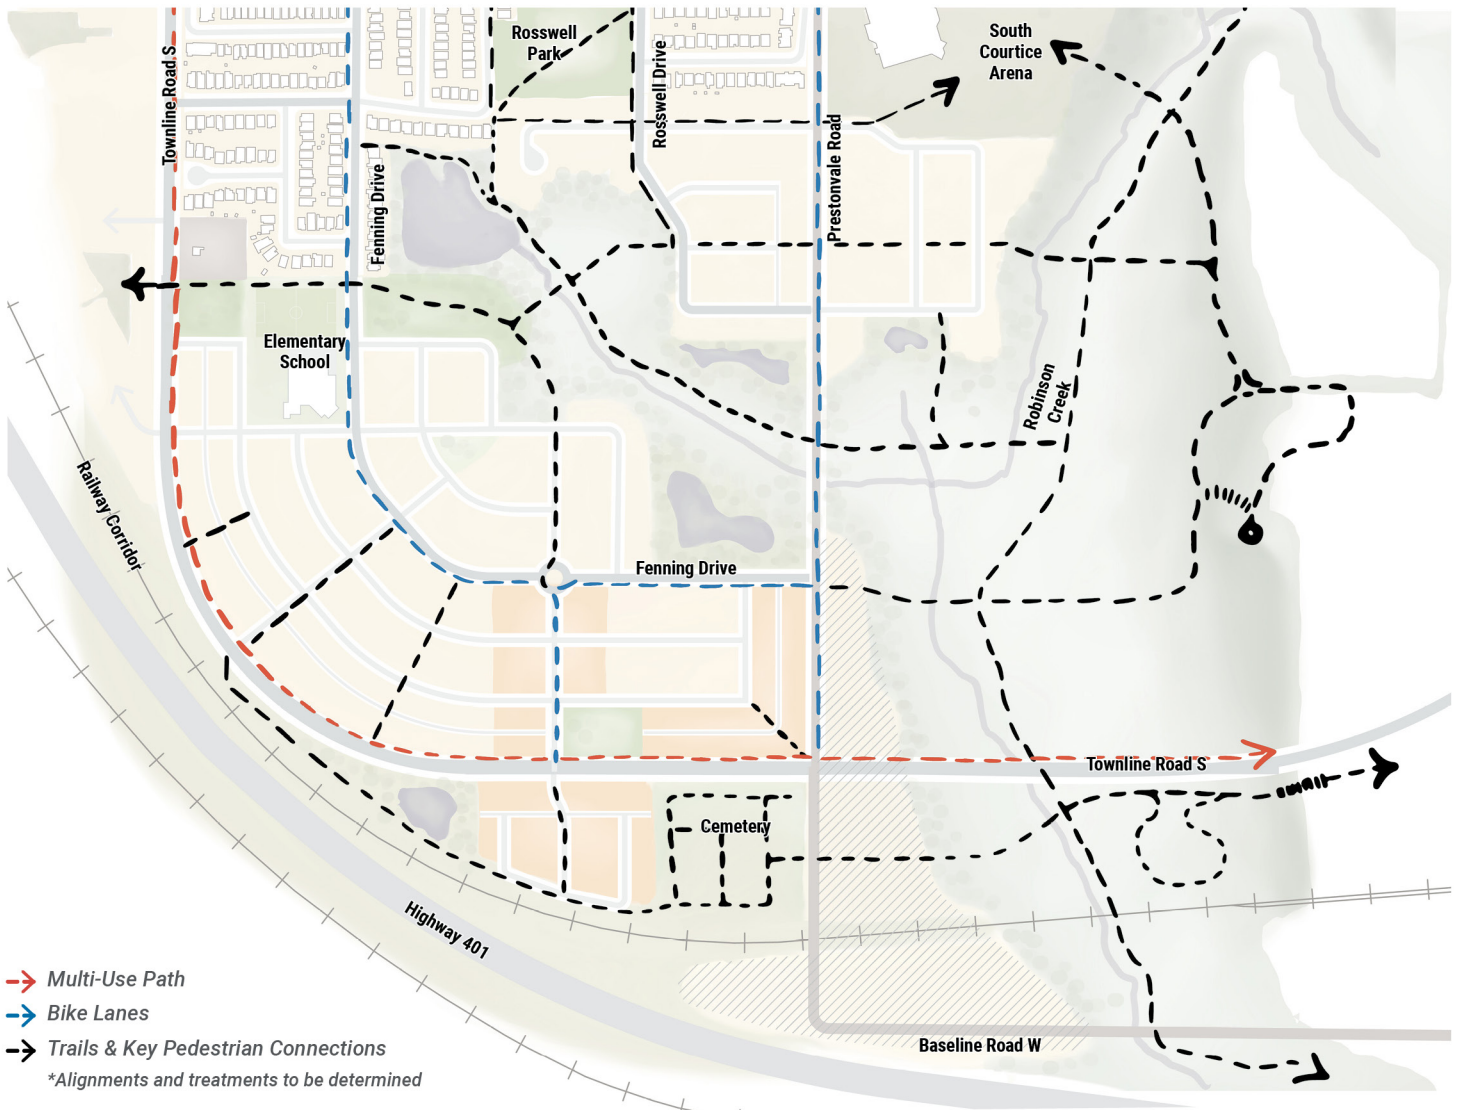 Rosswell
Park
South
Courtice
Arena
Townline Road S
Rosswell Drive
Prestonvale Road
Fenning Drive
Elementary
School
Robinson
Creek
Railway Corridor
Fenning Drive
Townline Road S
Cemetery
Highway 401
Baseline Road W
Multi-Use Path
Bike Lanes
Trails & Key Pedestrian Connections
*Alignments and treatments to be determined